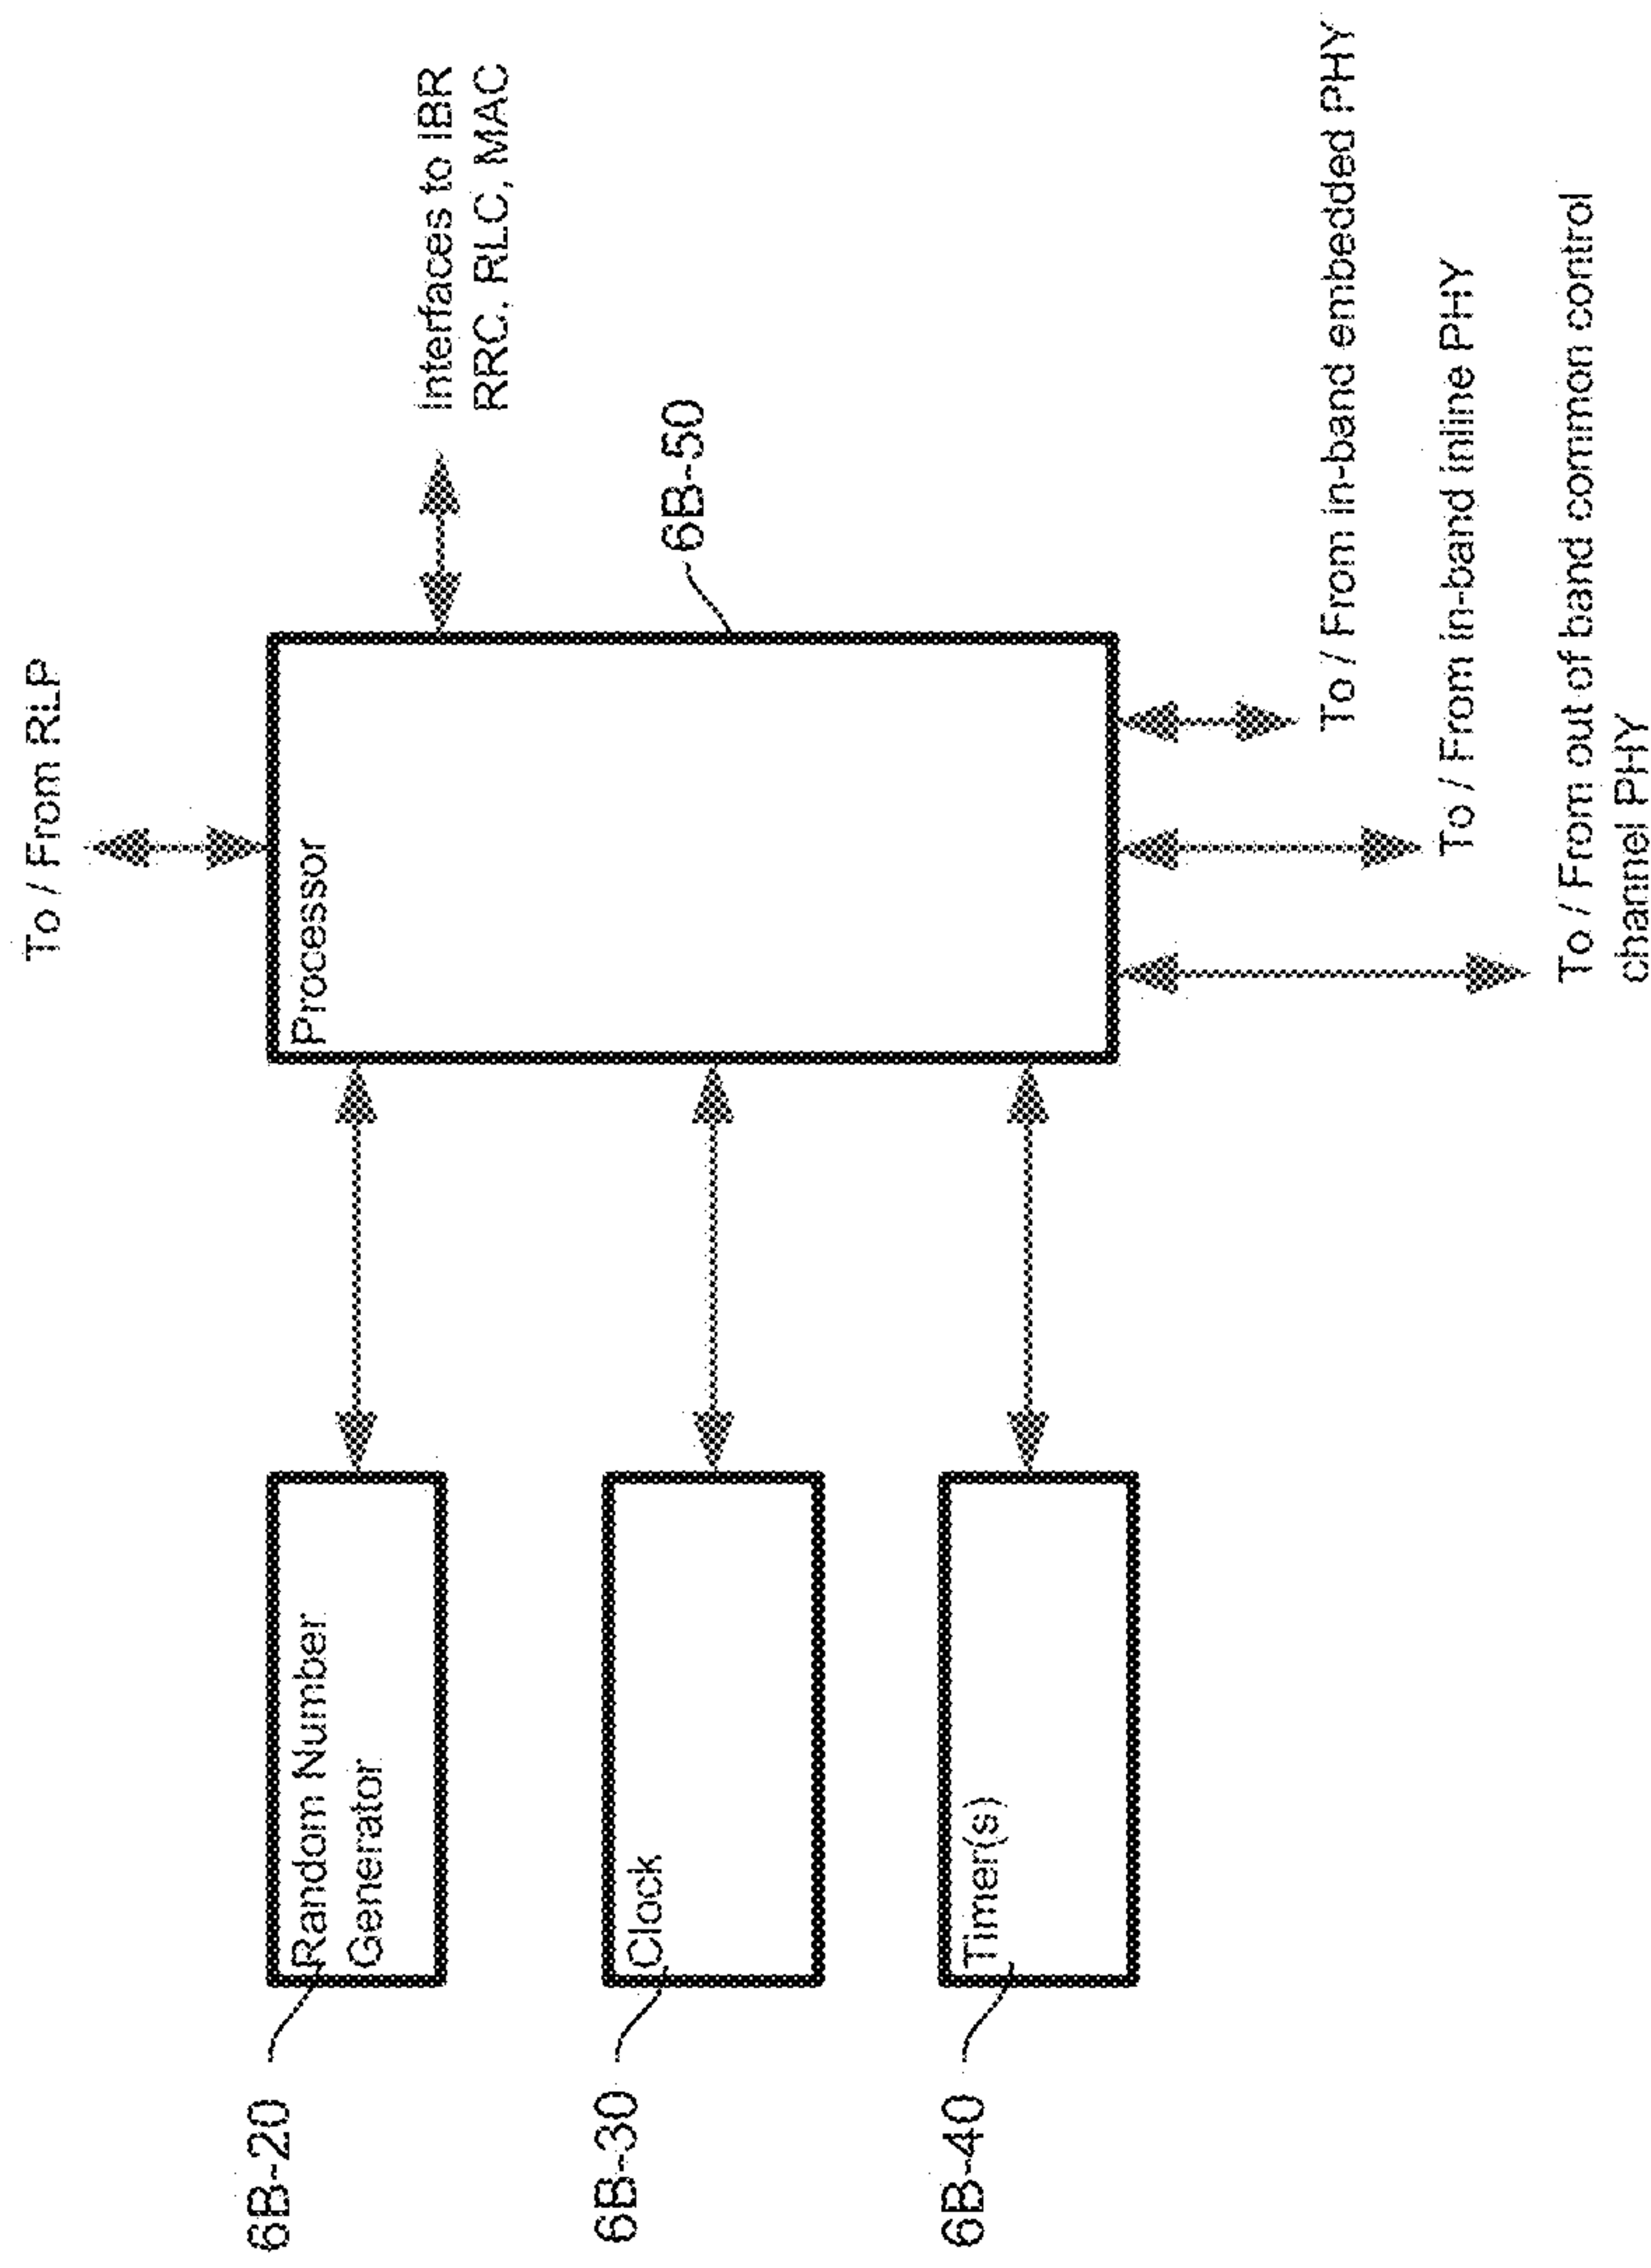 To / From RLP
6B-20
Random Number
Generator
Processor
Interfaces to IBR
RRC, RLC, MAC
6B-30
Clock
6B-50
6B-40
Timer(s)
To / From in-band embedded PHY
To / From in-band inline PHY
To / From out of band common control
channel PHY